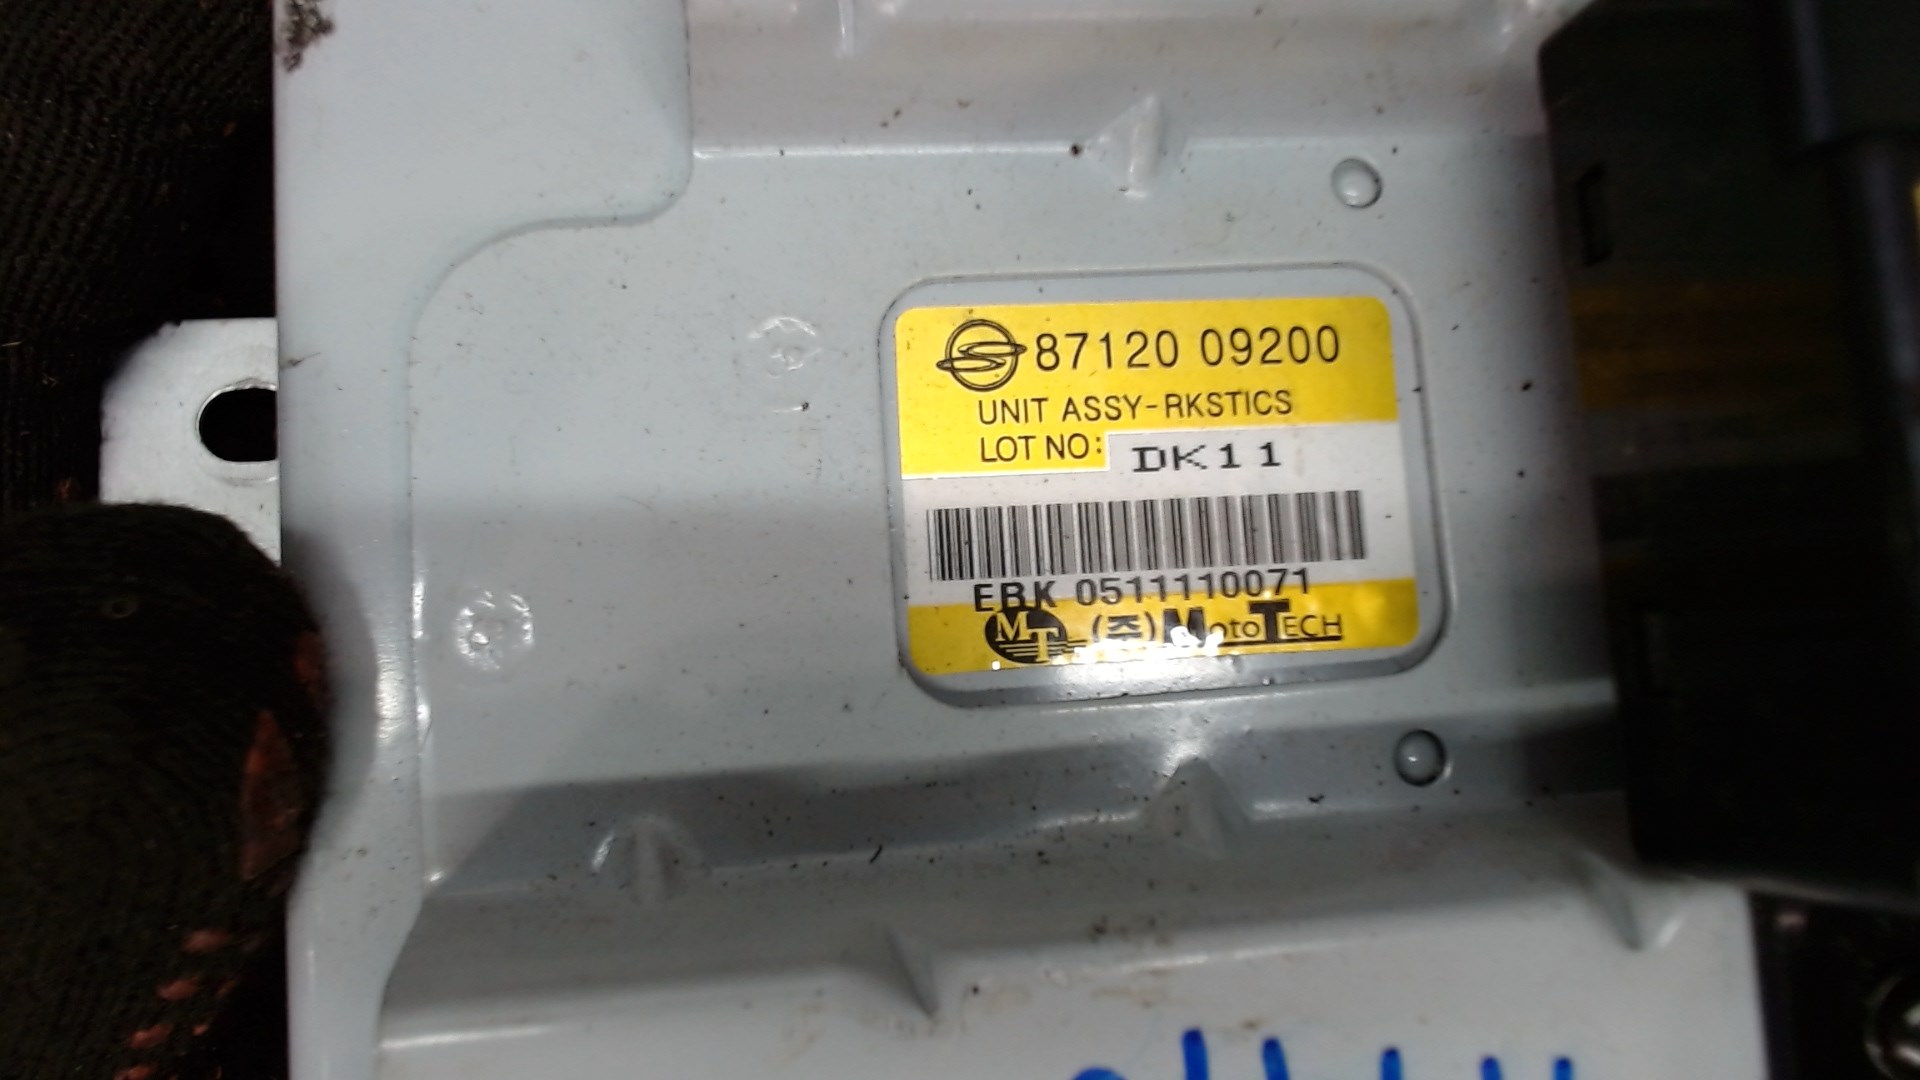 87120 09200
UNIT ASSY-RKSTICS
LOT NO: DK11
EBK 0511110071
MT (주)MotoTECH